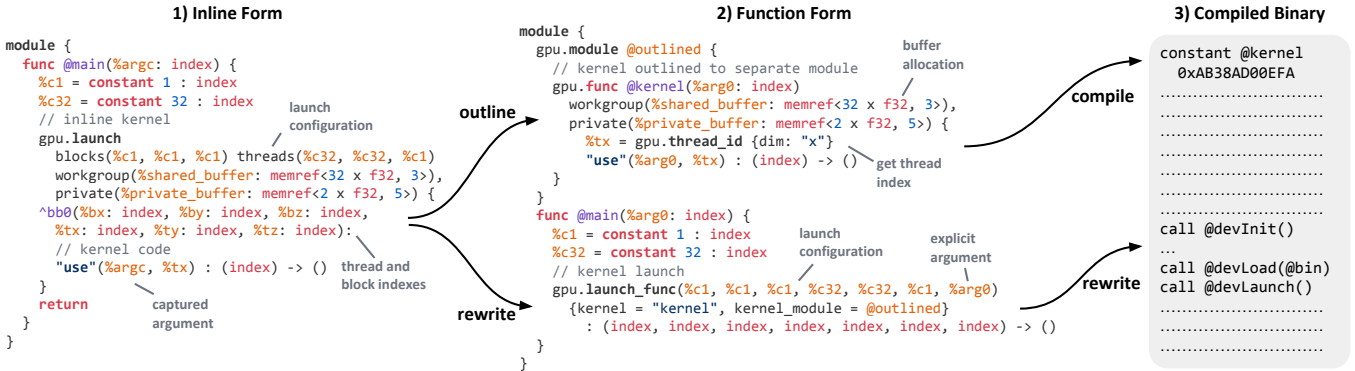 1) Inline Form
module {
func @main(%argc: index) {
%c1 = constant 1 : index
%c32 = constant 32 : index
// inline kernel
gpu.launch
blocks(%c1, %c1, %c1) threads(%c32, %c32, %c1)
workgroup(%shared_buffer: memref<32 x f32, 3>),
private(%private_buffer: memref<2 x f32, 5>) {
^bb0(%bx: index, %by: index, %bz: index,
%tx: index, %ty: index, %tz: index):
// kernel code
"use"(%argc, %tx) : (index) -> ()
}
return
}
}
launch
configuration
thread and
block indexes
captured
argument
outline
rewrite
2) Function Form
module {
gpu.module @outlined {
// kernel outlined to separate module
gpu.func @kernel(%arg0: index)
workgroup(%shared_buffer: memref<32 x f32, 3>),
private(%private_buffer: memref<2 x f32, 5>) {
%tx = gpu.thread_id {dim: "x"}
"use"(%arg0, %tx) : (index) -> ()
}
}
func @main(%arg0: index) {
%c1 = constant 1 : index
%c32 = constant 32 : index
// kernel launch
gpu.launch_func(%c1, %c1, %c1, %c32, %c32, %c1, %arg0)
{kernel = "kernel", kernel_module = @outlined}
: (index, index, index, index, index, index, index) -> ()
}
}
buffer
allocation
get thread
index
launch
configuration
explicit
argument
compile
rewrite
3) Compiled Binary
constant @kernel
0xAB38AD00EFA
..............................
..............................
..............................
..............................
..............................
..............................
..............................
call @devInit()
...
call @devLoad(@bin)
call @devLaunch()
..............................
..............................
..............................